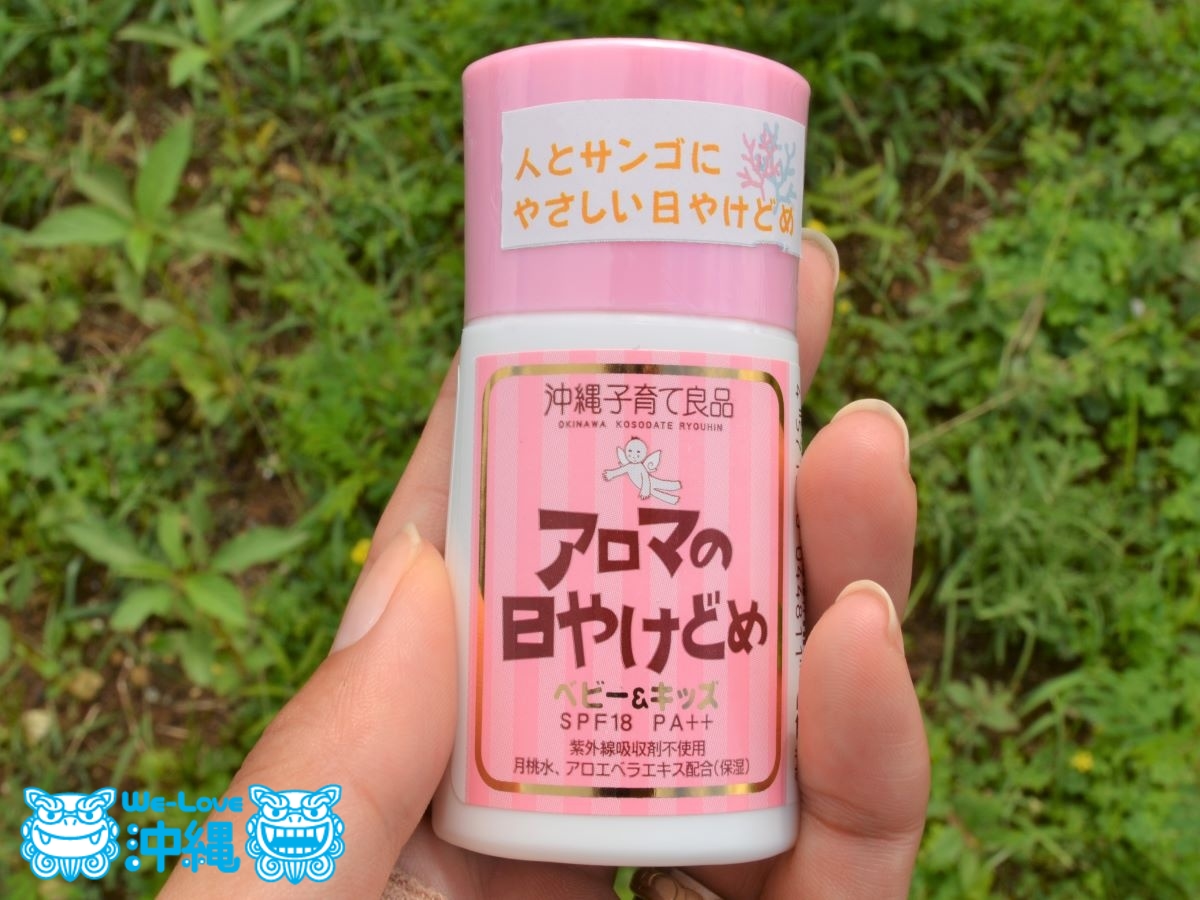 人とサンゴに
やさしい日やけどめ
沖縄子育て良品
OKINAWA KOSODATE RYOUHIN
アロマの
日やけどめ
ベビー&キッズ
SPF18 PA++
紫外線吸収剤不使用
月桃水、アロエベラエキス配合(保湿)
We-Love
沖縄